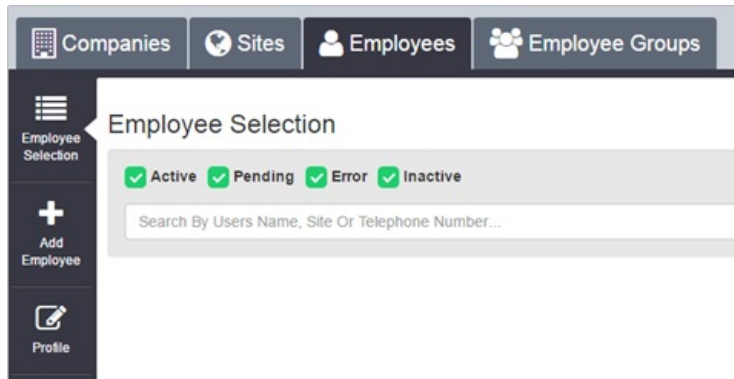 Companies
Sites
Employees
Employee Groups
Employee
Selection
Employee Selection
Active
Pending
Error
Inactive
Search By Users Name, Site Or Telephone Number...
Add
Employee
Profile